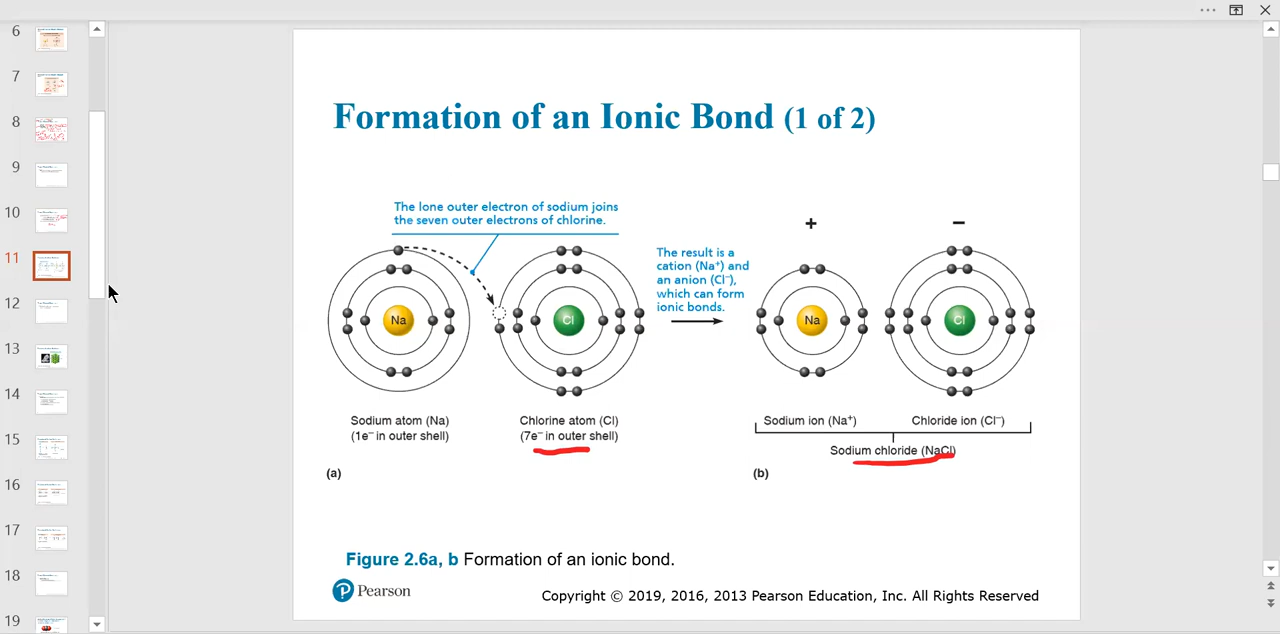 6
7
8
9
10
11
12
13
14
15
16
17
18
19
Formation of an Ionic Bond (1 of 2)
The lone outer electron of sodium joins
the seven outer electrons of chlorine.
Na
Cl
The result is a
cation (Na⁺) and
an anion (Cl⁻),
which can form
ionic bonds.
+
−
Na
Cl
Sodium atom (Na)
(1e⁻ in outer shell)
Chlorine atom (Cl)
(7e⁻ in outer shell)
Sodium ion (Na⁺)
Chloride ion (Cl⁻)
Sodium chloride (NaCl)
(a)
(b)
Figure 2.6a, b Formation of an ionic bond.
P Pearson
Copyright © 2019, 2016, 2013 Pearson Education, Inc. All Rights Reserved